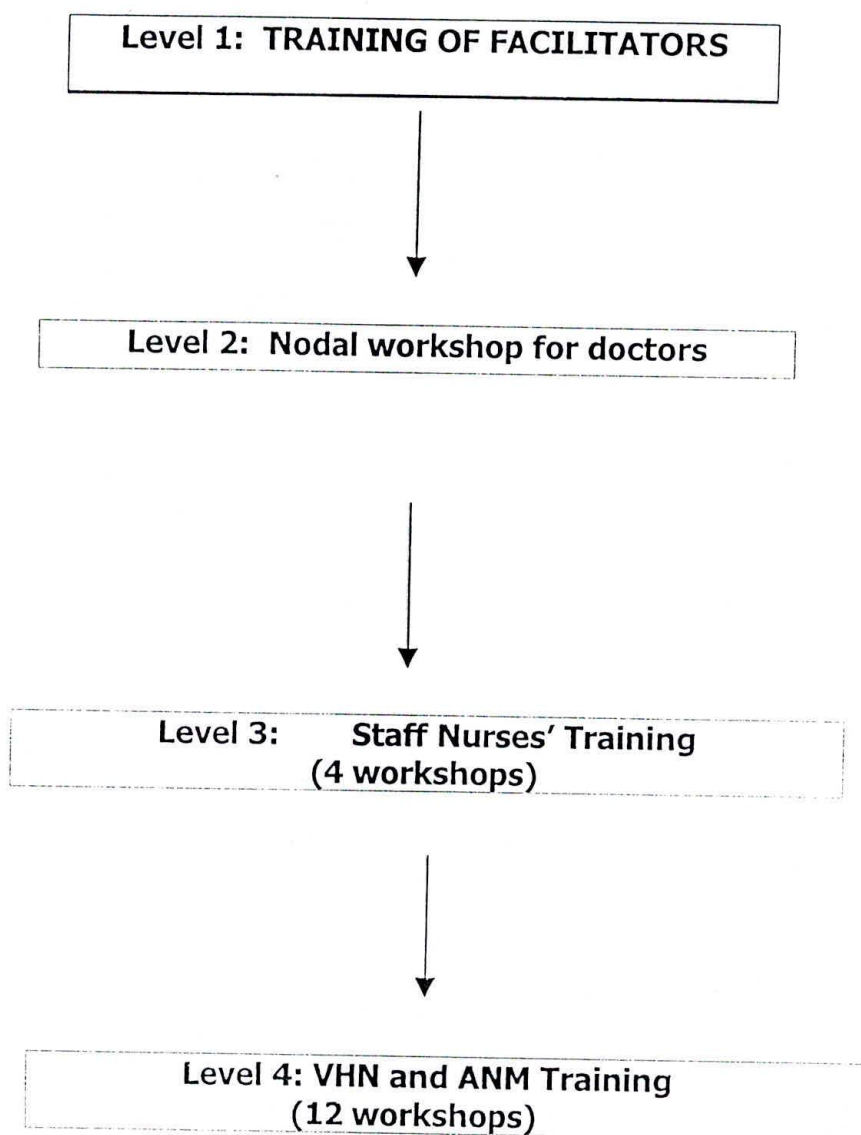 Level 1: TRAINING OF FACILITATORS
Level 2: Nodal workshop for doctors
Level 3: Staff Nurses’ Training
(4 workshops)
Level 4: VHN and ANM Training
(12 workshops)